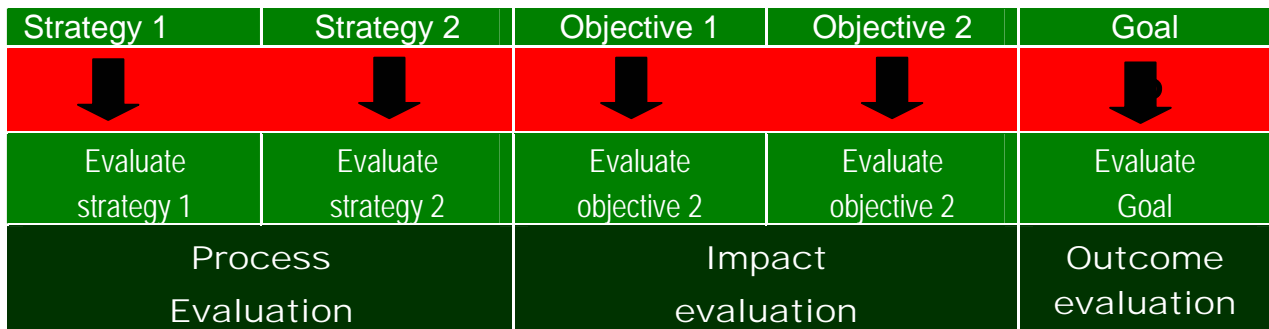 Strategy 1 Strategy 2 Objective 1 Objective 2 Goal
Evaluate Evaluate Evaluate Evaluate Evaluate
strategy 1 strategy 2 objective 2 objective 2 Goal
Process Impact Outcome
Evaluation evaluation evaluation